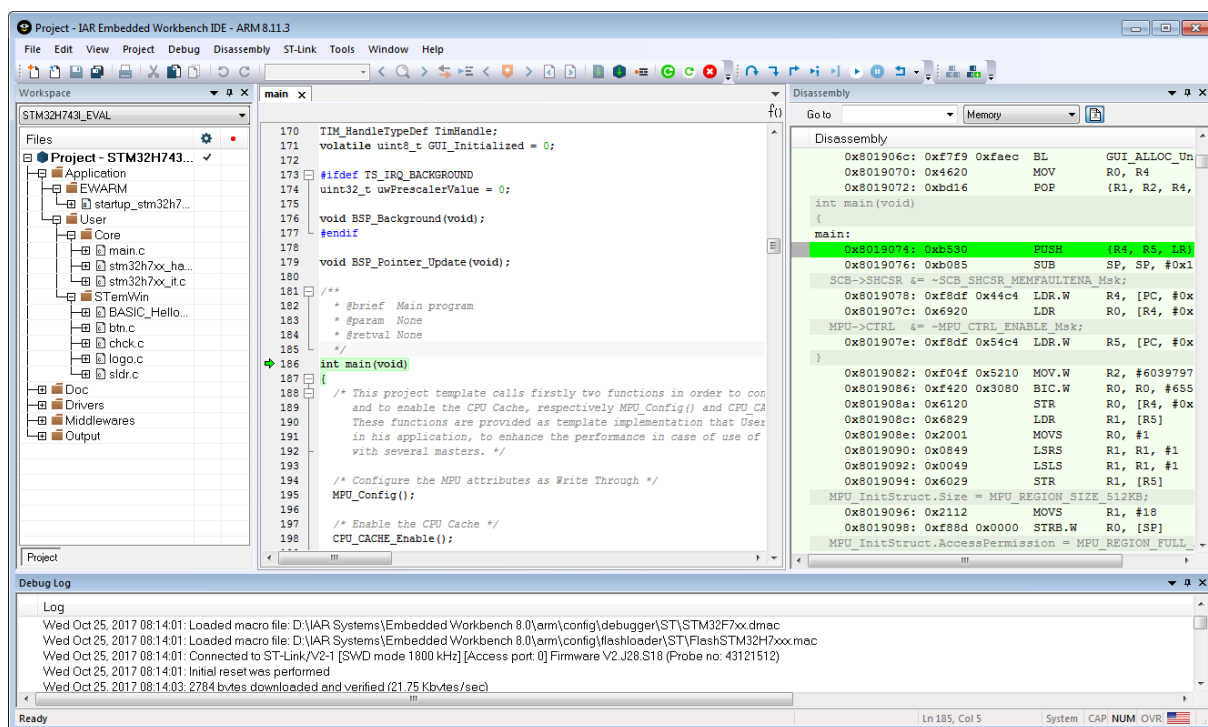 Project - IAR Embedded Workbench IDE - ARM 8.11.3
File Edit View Project Debug Disassembly ST-Link Tools Window Help
Workspace
STM32H743I_EVAL
Files
Project - STM32H743...
Application
EWARM
startup_stm32h7...
User
Core
main.c
stm32h7xx_ha...
stm32h7xx_it.c
STemWin
BASIC_Hello...
btn.c
chck.c
logo.c
sldr.c
Doc
Drivers
Middlewares
Output
Project
main
f()
170 TIM_HandleTypeDef TimHandle;
171 volatile uint8_t GUI_Initialized = 0;
172
173 #ifdef TS_IRQ_BACKGROUND
174 uint32_t uwPrescalerValue = 0;
175
176 void BSP_Background(void);
177 #endif
178
179 void BSP_Pointer_Update(void);
180
181 /**
182 * @brief Main program
183 * @param None
184 * @retval None
185 */
186 int main(void)
187 {
188 /* This project template calls firstly two functions in order to con
189 and to enable the CPU Cache, respectively MPU_Config() and CPU_CA
190 These functions are provided as template implementation that User
191 in his application, to enhance the performance in case of use of
192 with several masters. */
193
194 /* Configure the MPU attributes as Write Through */
195 MPU_Config();
196
197 /* Enable the CPU Cache */
198 CPU_CACHE_Enable();
Disassembly
Go to Memory
Disassembly
0x801906c: 0xf7f9 0xfaec BL GUI_ALLOC_Un
0x8019070: 0x4620 MOV R0, R4
0x8019072: 0xbd16 POP {R1, R2, R4,
int main(void)
{
main:
0x8019074: 0xb530 PUSH {R4, R5, LR}
0x8019076: 0xb085 SUB SP, SP, #0x1
SCB->SHCSR &= ~SCB_SHCSR_MEMFAULTENA_Msk;
0x8019078: 0xf8df 0x44c4 LDR.W R4, [PC, #0x
0x801907c: 0x6920 LDR R0, [R4, #0x
MPU->CTRL &= ~MPU_CTRL_ENABLE_Msk;
0x801907e: 0xf8df 0x54c4 LDR.W R5, [PC, #0x
}
0x8019082: 0xf04f 0x5210 MOV.W R2, #6039797
0x8019086: 0xf420 0x3080 BIC.W R0, R0, #655
0x801908a: 0x6120 STR R0, [R4, #0x
0x801908c: 0x6829 LDR R1, [R5]
0x801908e: 0x2001 MOVS R0, #1
0x8019090: 0x0849 LSRS R1, R1, #1
0x8019092: 0x0049 LSLS R1, R1, #1
0x8019094: 0x6029 STR R1, [R5]
MPU_InitStruct.Size = MPU_REGION_SIZE_512KB;
0x8019096: 0x2112 MOVS R1, #18
0x8019098: 0xf88d 0x0000 STRB.W R0, [SP]
MPU_InitStruct.AccessPermission = MPU_REGION_FULL_
Debug Log
Log
Wed Oct 25, 2017 08:14:01: Loaded macro file: D:\IAR Systems\Embedded Workbench 8.0\arm\config\debugger\ST\STM32F7xx.dmac
Wed Oct 25, 2017 08:14:01: Loaded macro file: D:\IAR Systems\Embedded Workbench 8.0\arm\config\flashloader\ST\FlashSTM32H7xxx.mac
Wed Oct 25, 2017 08:14:01: Connected to ST-Link/V2-1 [SWD mode 1800 kHz] [Access port: 0] Firmware V2.J28.S18 (Probe no: 43121512)
Wed Oct 25, 2017 08:14:01: Initial reset was performed
Wed Oct 25, 2017 08:14:03: 2784 bytes downloaded and verified (21.75 Kbytes/sec)
Ready Ln 185, Col 5 System CAP NUM OVR